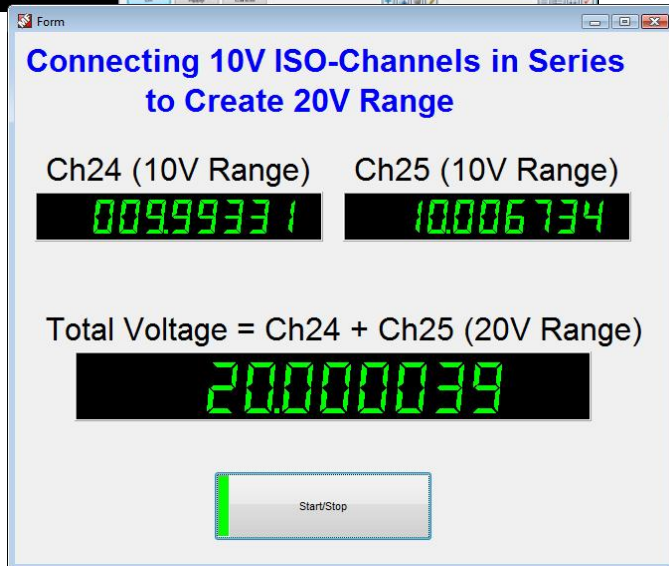 Form
Connecting 10V ISO-Channels in Series
to Create 20V Range
Ch24 (10V Range)
Ch25 (10V Range)
009.99331
10.006734
Total Voltage = Ch24 + Ch25 (20V Range)
20.000039
Start/Stop